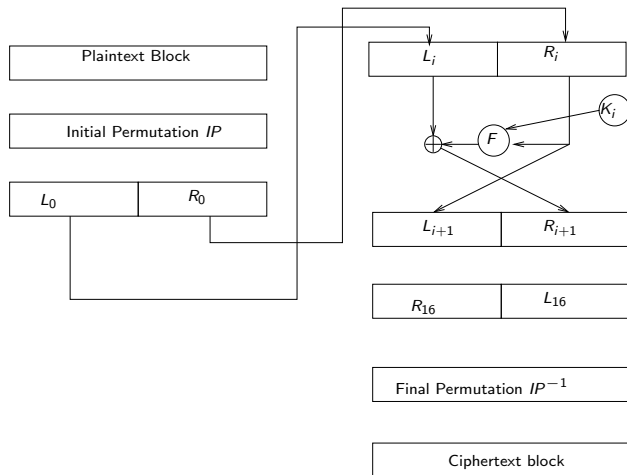 Plaintext Block
Initial Permutation IP
L₀ R₀
Lᵢ Rᵢ
Kᵢ
F
Lᵢ₊₁ Rᵢ₊₁
R₁₆ L₁₆
Final Permutation IP⁻¹
Ciphertext block